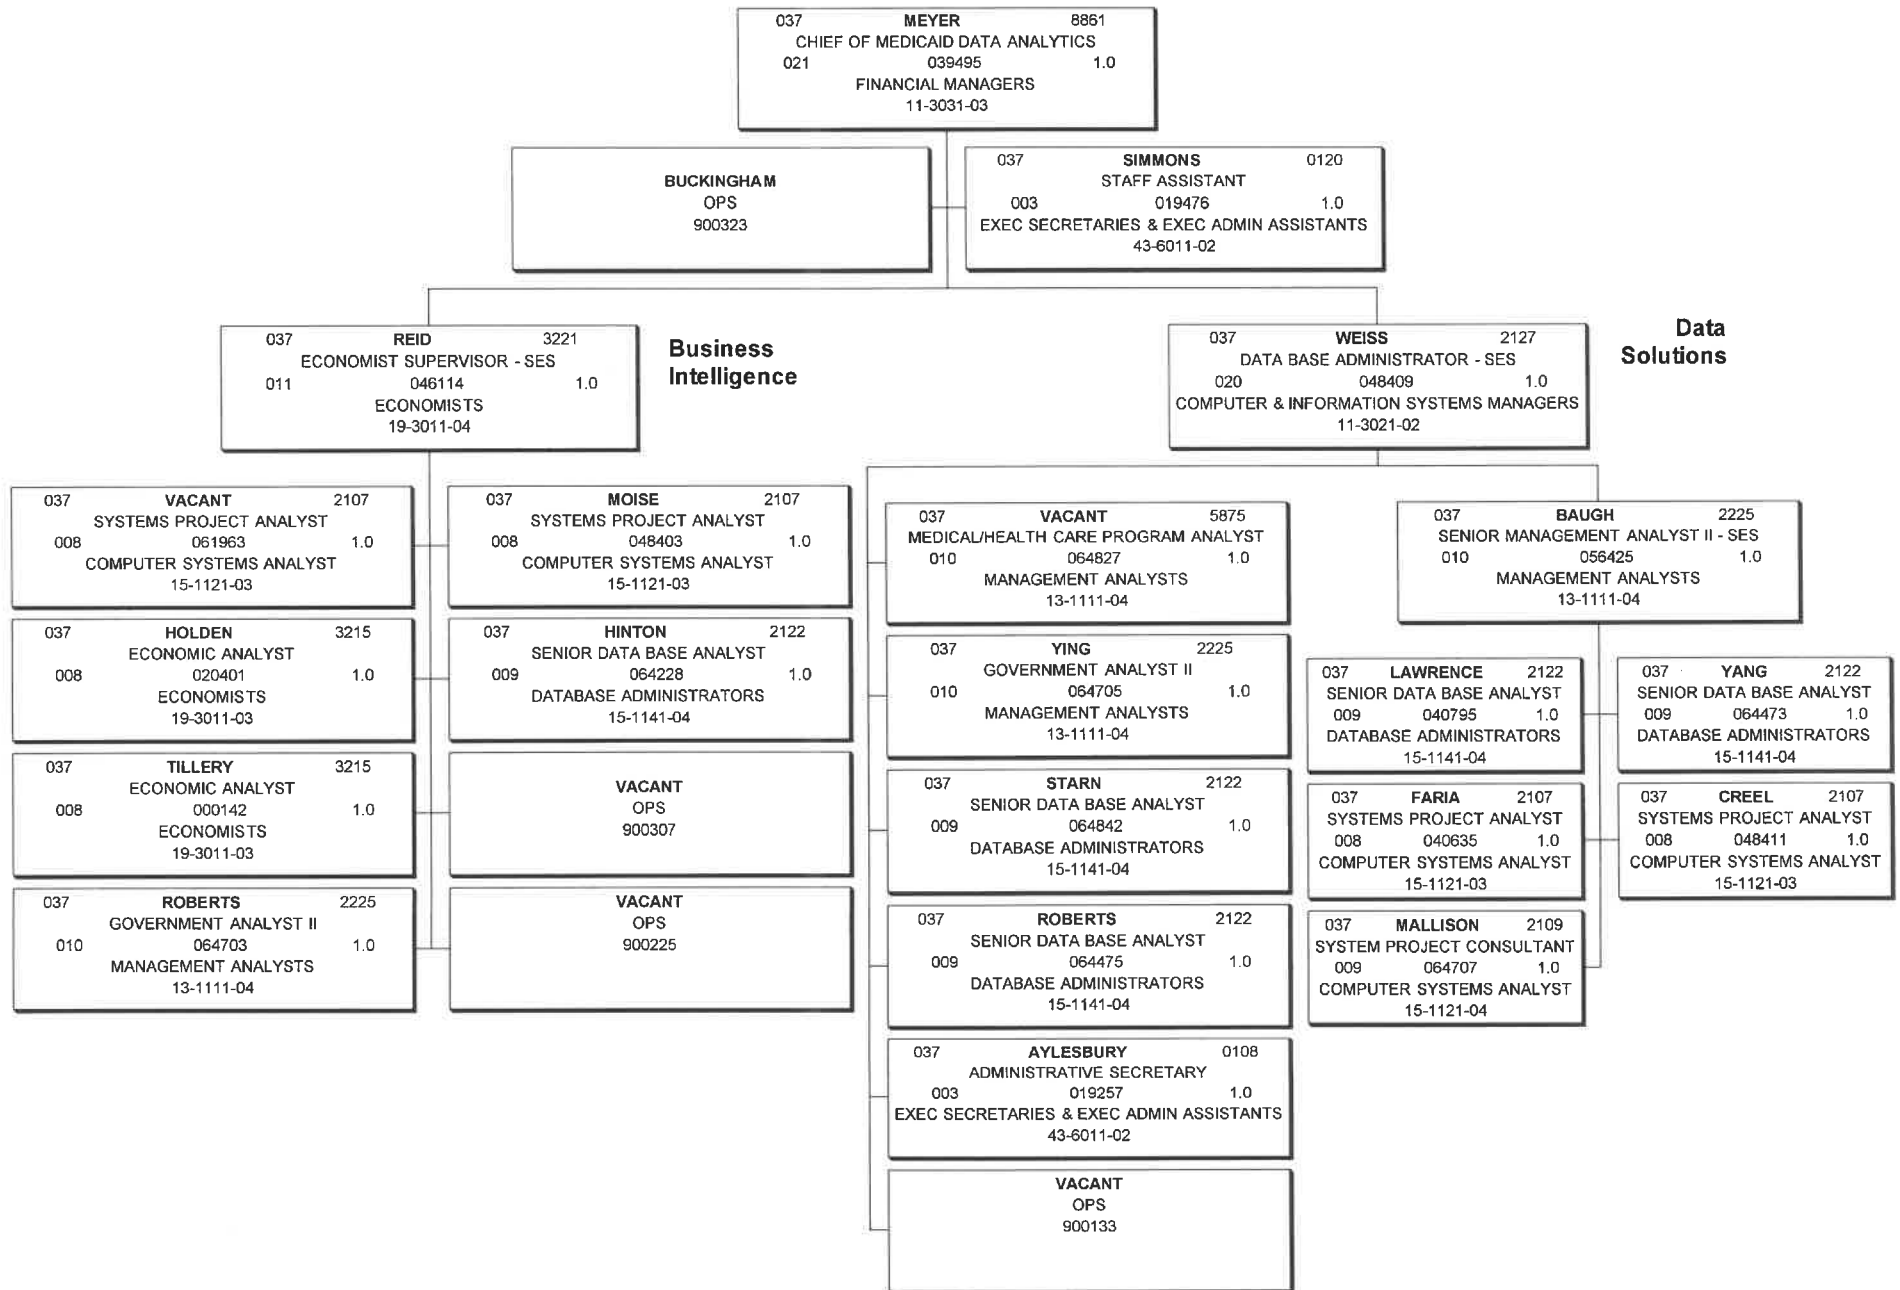 037 MEYER 8861
CHIEF OF MEDICAID DATA ANALYTICS
021 039495 1.0
FINANCIAL MANAGERS
11-3031-03
BUCKINGHAM
OPS
900323
037 SIMMONS 0120
STAFF ASSISTANT
003 019476 1.0
EXEC SECRETARIES & EXEC ADMIN ASSISTANTS
43-6011-02
037 REID 3221
ECONOMIST SUPERVISOR - SES
011 046114 1.0
ECONOMISTS
19-3011-04
Business
Intelligence
037 WEISS 2127
DATA BASE ADMINISTRATOR - SES
020 048409 1.0
COMPUTER & INFORMATION SYSTEMS MANAGERS
11-3021-02
Data
Solutions
037 VACANT 2107
SYSTEMS PROJECT ANALYST
008 061963 1.0
COMPUTER SYSTEMS ANALYST
15-1121-03
037 MOISE 2107
SYSTEMS PROJECT ANALYST
008 048403 1.0
COMPUTER SYSTEMS ANALYST
15-1121-03
037 HOLDEN 3215
ECONOMIC ANALYST
008 020401 1.0
ECONOMISTS
19-3011-03
037 HINTON 2122
SENIOR DATA BASE ANALYST
009 064228 1.0
DATABASE ADMINISTRATORS
15-1141-04
037 TILLERY 3215
ECONOMIC ANALYST
008 000142 1.0
ECONOMISTS
19-3011-03
VACANT
OPS
900307
037 ROBERTS 2225
GOVERNMENT ANALYST II
010 064703 1.0
MANAGEMENT ANALYSTS
13-1111-04
VACANT
OPS
900225
037 VACANT 5875
MEDICAL/HEALTH CARE PROGRAM ANALYST
010 064827 1.0
MANAGEMENT ANALYSTS
13-1111-04
037 YING 2225
GOVERNMENT ANALYST II
010 064705 1.0
MANAGEMENT ANALYSTS
13-1111-04
037 STARN 2122
SENIOR DATA BASE ANALYST
009 064842 1.0
DATABASE ADMINISTRATORS
15-1141-04
037 ROBERTS 2122
SENIOR DATA BASE ANALYST
009 064475 1.0
DATABASE ADMINISTRATORS
15-1141-04
037 AYLESBURY 0108
ADMINISTRATIVE SECRETARY
003 019257 1.0
EXEC SECRETARIES & EXEC ADMIN ASSISTANTS
43-6011-02
VACANT
OPS
900133
037 BAUGH 2225
SENIOR MANAGEMENT ANALYST II - SES
010 056425 1.0
MANAGEMENT ANALYSTS
13-1111-04
037 LAWRENCE 2122
SENIOR DATA BASE ANALYST
009 040795 1.0
DATABASE ADMINISTRATORS
15-1141-04
037 YANG 2122
SENIOR DATA BASE ANALYST
009 064473 1.0
DATABASE ADMINISTRATORS
15-1141-04
037 FARIA 2107
SYSTEMS PROJECT ANALYST
008 040635 1.0
COMPUTER SYSTEMS ANALYST
15-1121-03
037 CREEL 2107
SYSTEMS PROJECT ANALYST
008 048411 1.0
COMPUTER SYSTEMS ANALYST
15-1121-03
037 MALLISON 2109
SYSTEM PROJECT CONSULTANT
009 064707 1.0
COMPUTER SYSTEMS ANALYST
15-1121-04